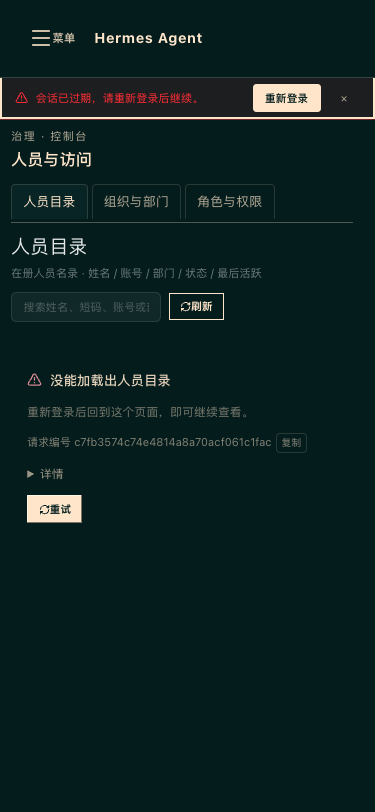 菜单 Hermes Agent
会话已过期，请重新登录后继续。 重新登录 ×
治理 · 控制台
人员与访问
人员目录 组织与部门 角色与权限
人员目录
在册人员名录 · 姓名 / 账号 / 部门 / 状态 / 最后活跃
搜索姓名、短码、账号或 刷新
没能加载出人员目录
重新登录后回到这个页面，即可继续查看。
请求编号 c7fb3574c74e4814a8a70acf061c1fac 复制
详情
重试